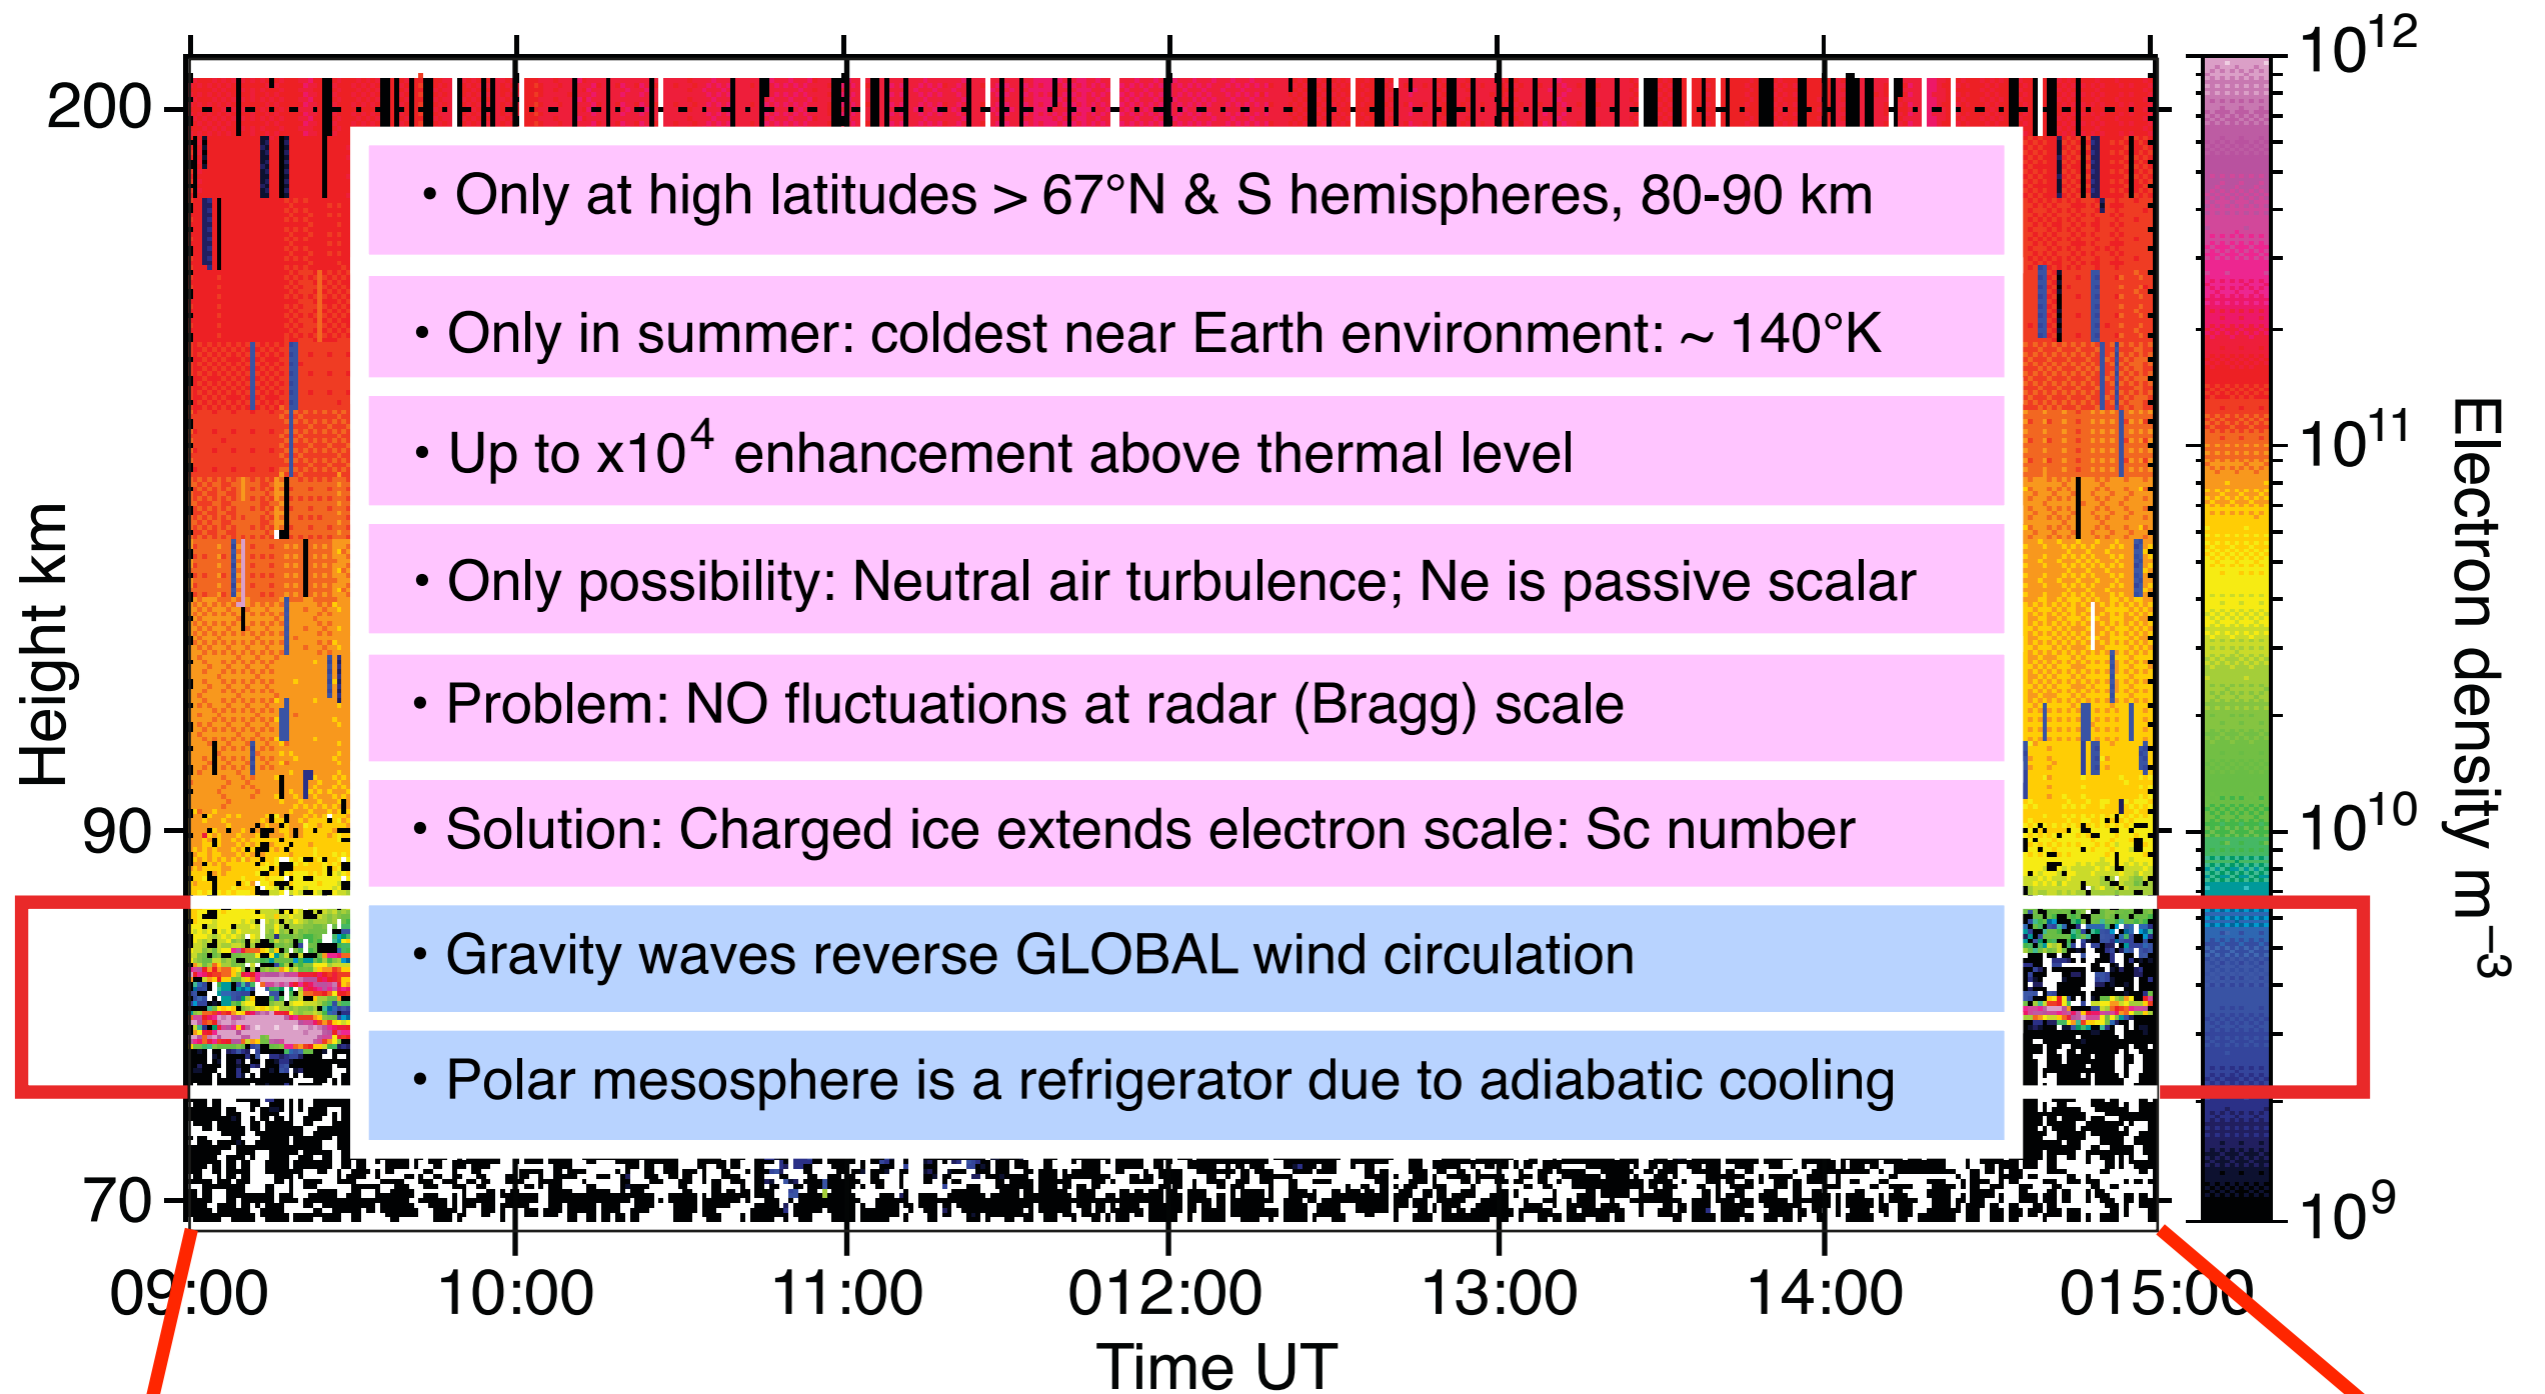 10¹²
200
• Only at high latitudes > 67°N & S hemispheres, 80-90 km
• Only in summer: coldest near Earth environment: ~ 140°K
• Up to x10⁴ enhancement above thermal level
10¹¹
• Only possibility: Neutral air turbulence; Ne is passive scalar
Height km
Electron density m⁻³
• Problem: NO fluctuations at radar (Bragg) scale
• Solution: Charged ice extends electron scale: Sc number
90
10¹⁰
• Gravity waves reverse GLOBAL wind circulation
• Polar mesosphere is a refrigerator due to adiabatic cooling
70
10⁹
09:00 10:00 11:00 012:00 13:00 14:00 015:00
Time UT